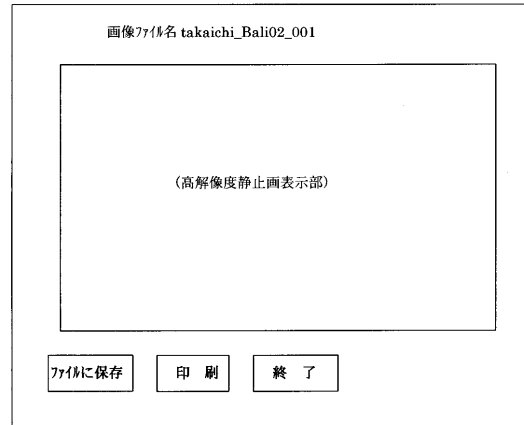 画像ﾌｧｲﾙ名 takaichi_Bali02_001
(高解像度静止画表示部)
ﾌｧｲﾙに保存
印 刷
終 了